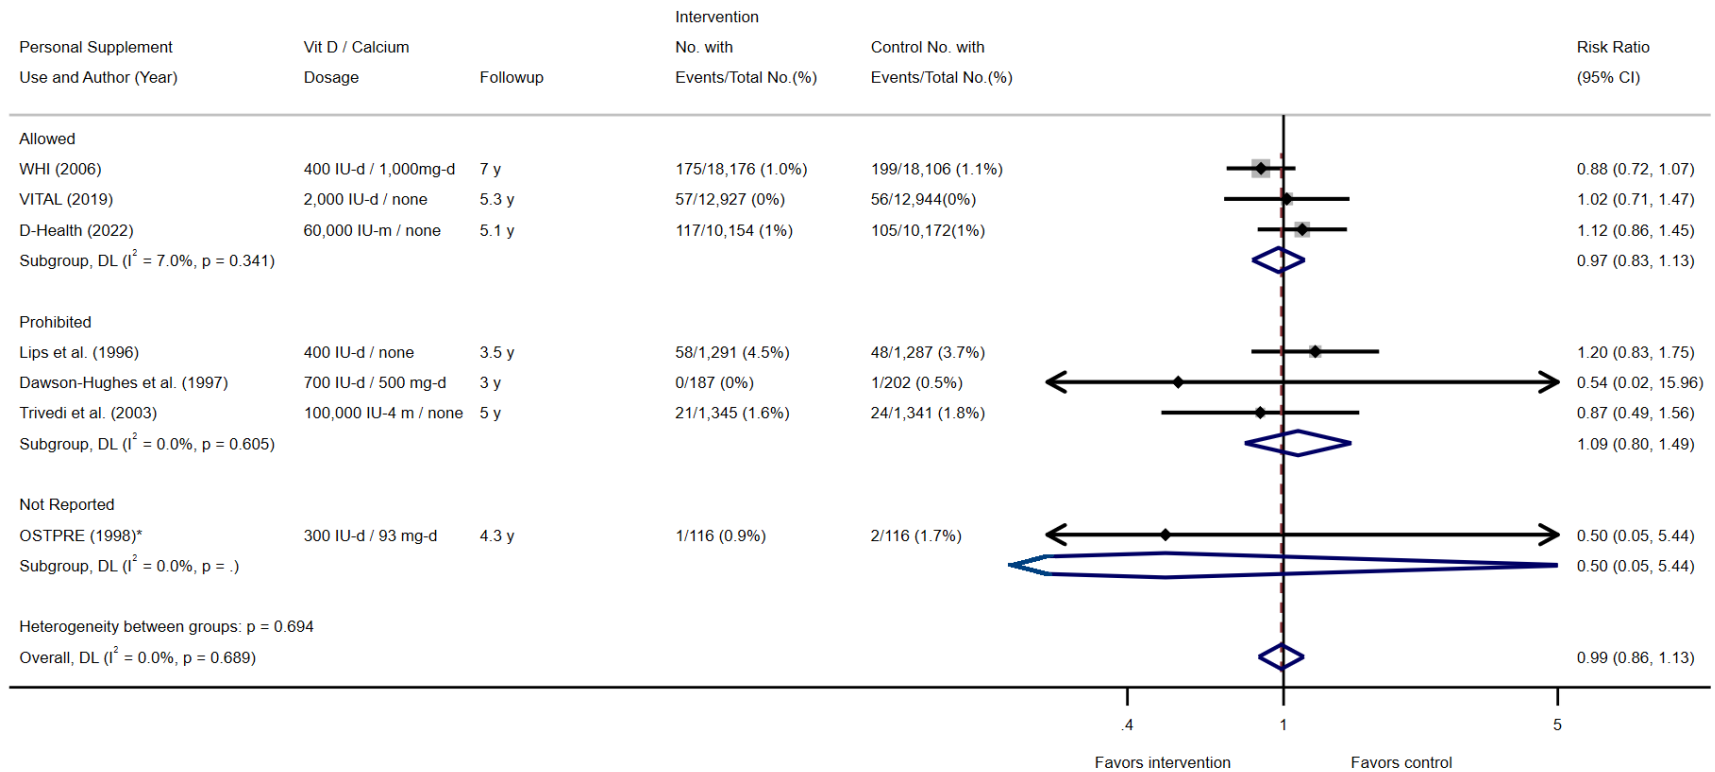 Intervention
Personal Supplement Vit D / Calcium No. with Control No. with Risk Ratio
Use and Author (Year) Dosage Followup Events/Total No.(%) Events/Total No.(%) (95% CI)
Allowed
WHI (2006) 400 IU-d / 1,000mg-d 7 y 175/18,176 (1.0%) 199/18,106 (1.1%) 0.88 (0.72, 1.07)
VITAL (2019) 2,000 IU-d / none 5.3 y 57/12,927 (0%) 56/12,944(0%) 1.02 (0.71, 1.47)
D-Health (2022) 60,000 IU-m / none 5.1 y 117/10,154 (1%) 105/10,172(1%) 1.12 (0.86, 1.45)
Subgroup, DL (I² = 7.0%, p = 0.341) 0.97 (0.83, 1.13)
Prohibited
Lips et al. (1996) 400 IU-d / none 3.5 y 58/1,291 (4.5%) 48/1,287 (3.7%) 1.20 (0.83, 1.75)
Dawson-Hughes et al. (1997) 700 IU-d / 500 mg-d 3 y 0/187 (0%) 1/202 (0.5%) 0.54 (0.02, 15.96)
Trivedi et al. (2003) 100,000 IU-4 m / none 5 y 21/1,345 (1.6%) 24/1,341 (1.8%) 0.87 (0.49, 1.56)
Subgroup, DL (I² = 0.0%, p = 0.605) 1.09 (0.80, 1.49)
Not Reported
OSTPRE (1998)* 300 IU-d / 93 mg-d 4.3 y 1/116 (0.9%) 2/116 (1.7%) 0.50 (0.05, 5.44)
Subgroup, DL (I² = 0.0%, p = .) 0.50 (0.05, 5.44)
Heterogeneity between groups: p = 0.694
Overall, DL (I² = 0.0%, p = 0.689) 0.99 (0.86, 1.13)
.4 1 5
Favors intervention Favors control